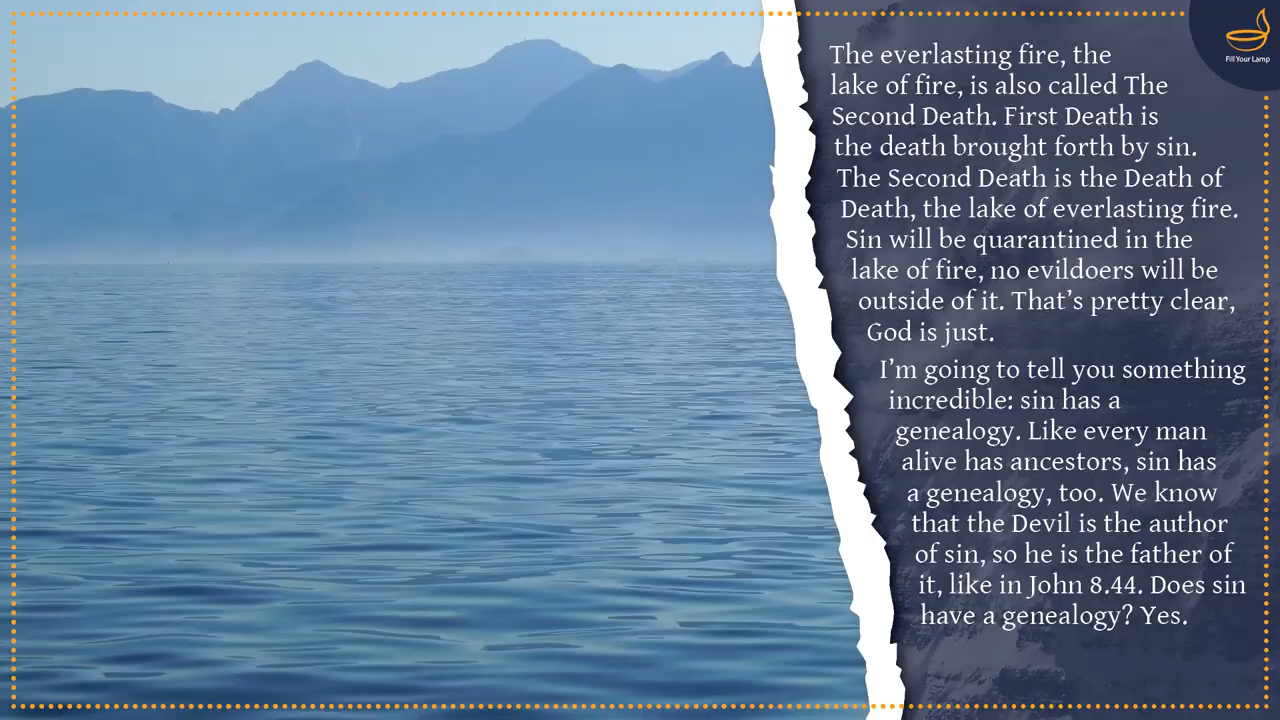 Fill Your Lamp
The everlasting fire, the
lake of fire, is also called The
Second Death. First Death is
the death brought forth by sin.
The Second Death is the Death of
Death, the lake of everlasting fire.
Sin will be quarantined in the
lake of fire, no evildoers will be
outside of it. That’s pretty clear,
God is just.
I’m going to tell you something
incredible: sin has a
genealogy. Like every man
alive has ancestors, sin has
a genealogy, too. We know
that the Devil is the author
of sin, so he is the father of
it, like in John 8.44. Does sin
have a genealogy? Yes.